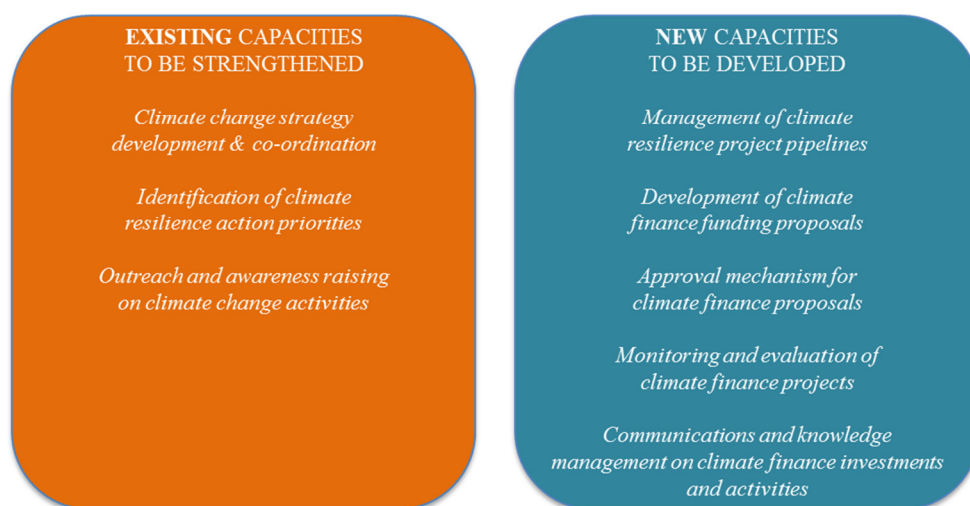 EXISTING CAPACITIES
TO BE STRENGTHENED
Climate change strategy
development & co-ordination
Identification of climate
resilience action priorities
Outreach and awareness raising
on climate change activities
NEW CAPACITIES
TO BE DEVELOPED
Management of climate
resilience project pipelines
Development of climate
finance funding proposals
Approval mechanism for
climate finance proposals
Monitoring and evaluation of
climate finance projects
Communications and knowledge
management on climate finance investments
and activities